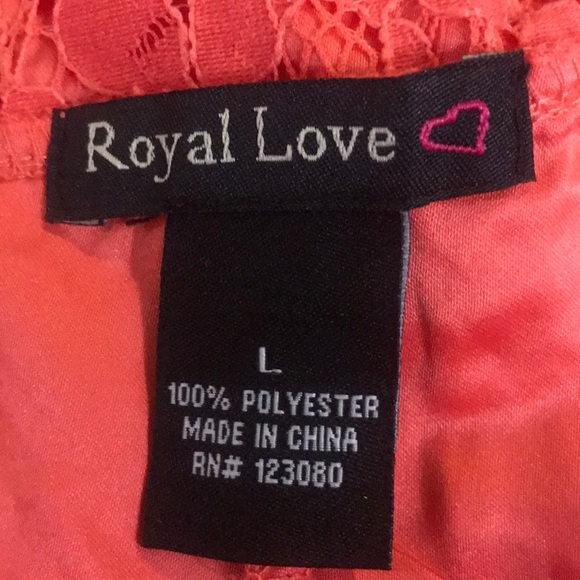 Royal Love
L
100% POLYESTER
MADE IN CHINA
RN# 123080